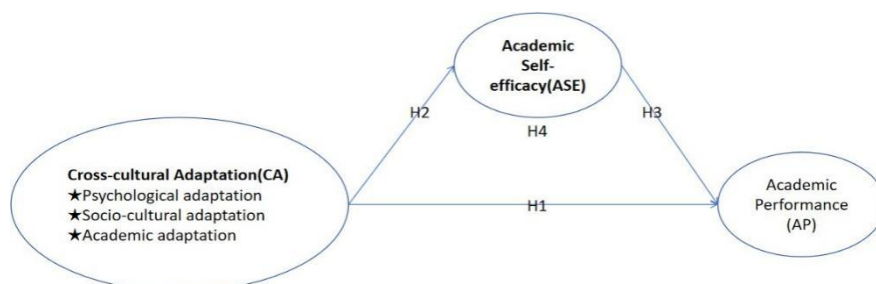 Academic
Self-
efficacy(ASE)
H2
H3
H4
Cross-cultural Adaptation(CA)
★Psychological adaptation
★Socio-cultural adaptation
★Academic adaptation
H1
Academic
Performance
(AP)